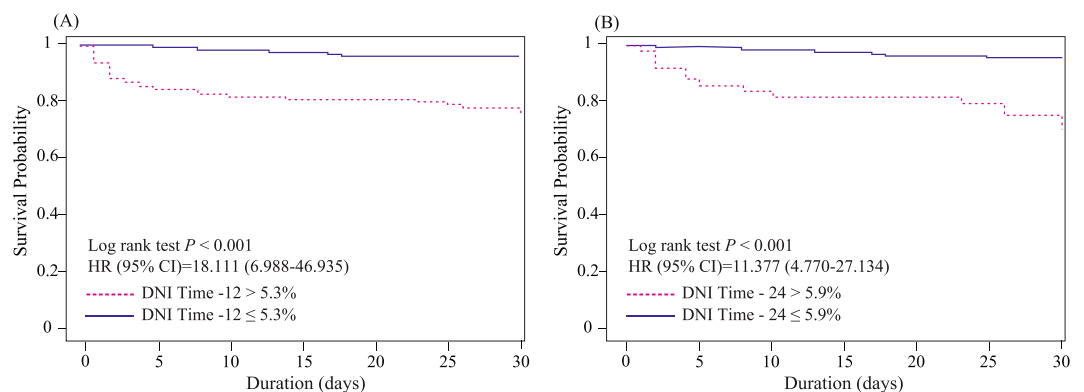 (A)
1
0.8
0.6
0.4
0.2
0
Survival Probability
Log rank test P < 0.001
HR (95% CI)=18.111 (6.988-46.935)
DNI Time -12 > 5.3%
DNI Time -12 ≤ 5.3%
0 5 10 15 20 25 30
Duration (days)
(B)
1
0.8
0.6
0.4
0.2
0
Survival Probability
Log rank test P < 0.001
HR (95% CI)=11.377 (4.770-27.134)
DNI Time - 24 > 5.9%
DNI Time - 24 ≤ 5.9%
0 5 10 15 20 25 30
Duration (days)